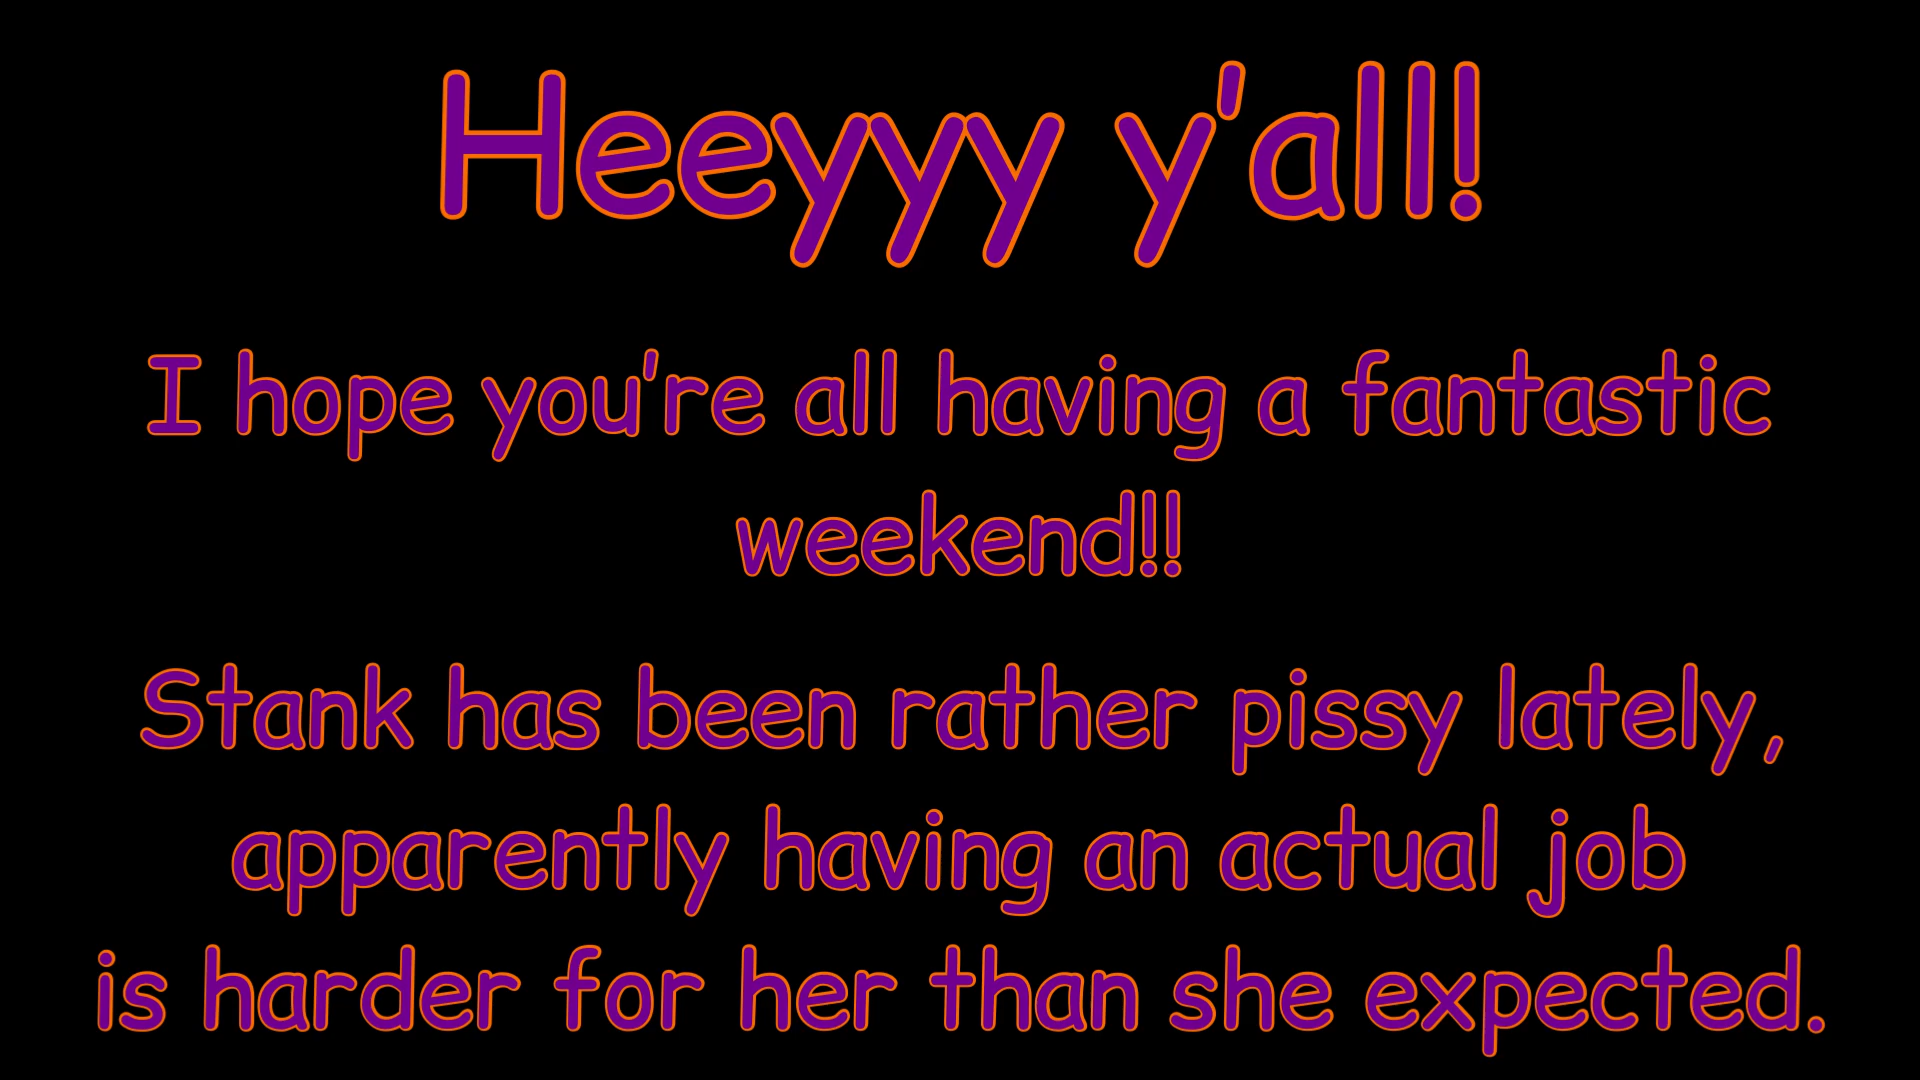 Heeyyy y'all!
I hope you're all having a fantastic
weekend!!
Stank has been rather pissy lately,
apparently having an actual job
is harder for her than she expected.